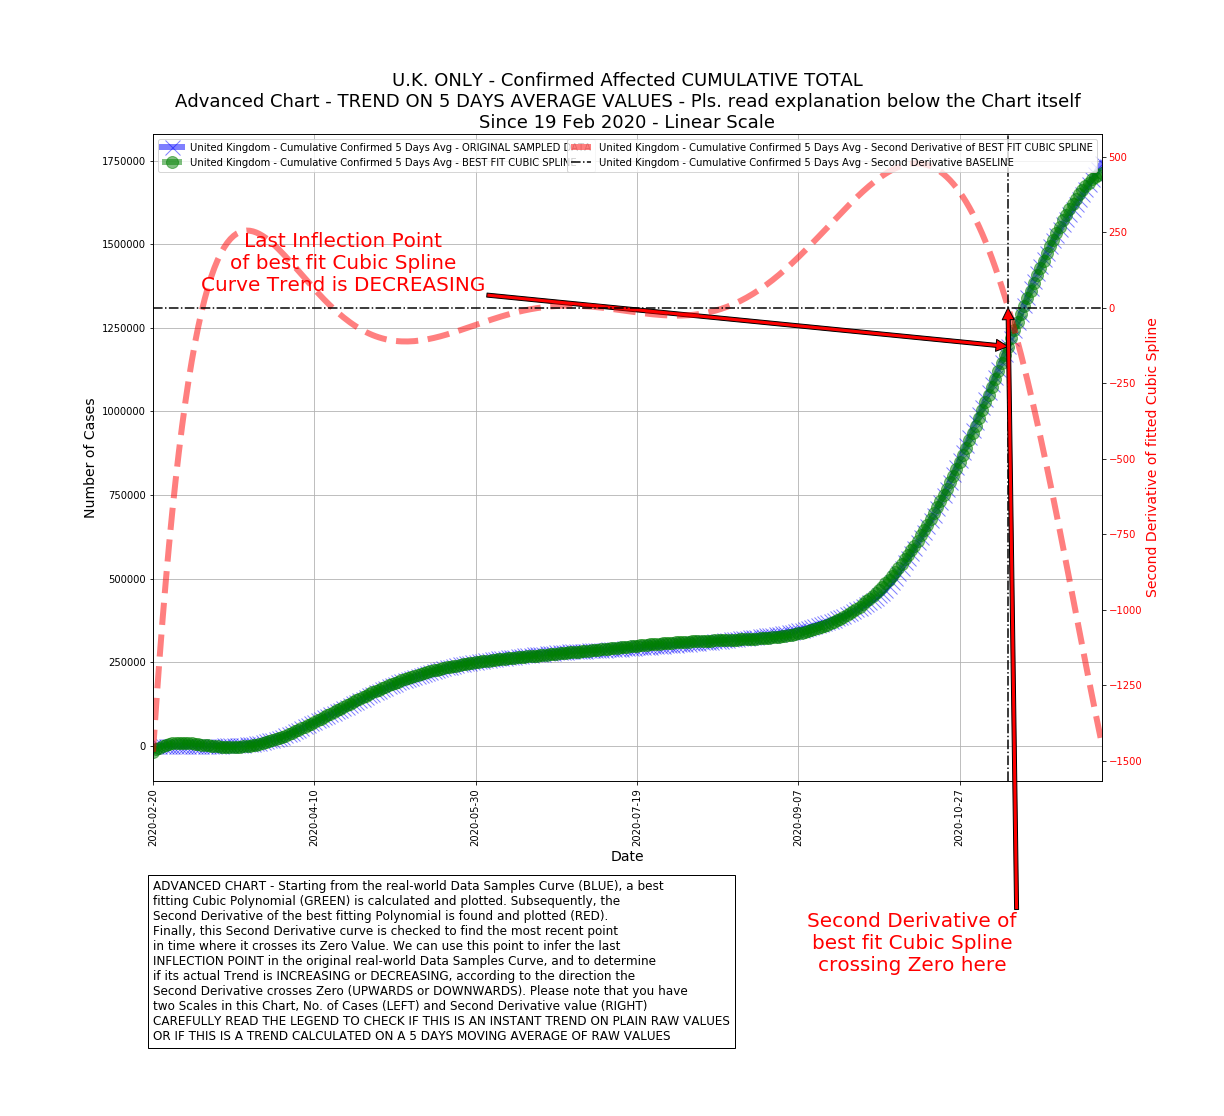 U.K. ONLY - Confirmed Affected CUMULATIVE TOTAL
Advanced Chart - TREND ON 5 DAYS AVERAGE VALUES - Pls. read explanation below the Chart itself
Since 19 Feb 2020 - Linear Scale
United Kingdom - Cumulative Confirmed 5 Days Avg - ORIGINAL SAMPLED DATA
United Kingdom - Cumulative Confirmed 5 Days Avg - BEST FIT CUBIC SPLINE
United Kingdom - Cumulative Confirmed 5 Days Avg - Second Derivative of BEST FIT CUBIC SPLINE
United Kingdom - Cumulative Confirmed 5 Days Avg - Second Derivative BASELINE
Last Inflection Point
of best fit Cubic Spline
Curve Trend is DECREASING
Number of Cases
1750000
1500000
1250000
1000000
750000
500000
250000
0
500
250
0
−250
−500
−750
−1000
−1250
−1500
Second Derivative of fitted Cubic Spline
2020-02-20
2020-04-10
2020-05-30
2020-07-19
2020-09-07
2020-10-27
Date
ADVANCED CHART - Starting from the real-world Data Samples Curve (BLUE), a best
fitting Cubic Polynomial (GREEN) is calculated and plotted. Subsequently, the
Second Derivative of the best fitting Polynomial is found and plotted (RED).
Finally, this Second Derivative curve is checked to find the most recent point
in time where it crosses its Zero Value. We can use this point to infer the last
INFLECTION POINT in the original real-world Data Samples Curve, and to determine
if its actual Trend is INCREASING or DECREASING, according to the direction the
Second Derivative crosses Zero (UPWARDS or DOWNWARDS). Please note that you have
two Scales in this Chart, No. of Cases (LEFT) and Second Derivative value (RIGHT)
CAREFULLY READ THE LEGEND TO CHECK IF THIS IS AN INSTANT TREND ON PLAIN RAW VALUES
OR IF THIS IS A TREND CALCULATED ON A 5 DAYS MOVING AVERAGE OF RAW VALUES
Second Derivative of
best fit Cubic Spline
crossing Zero here